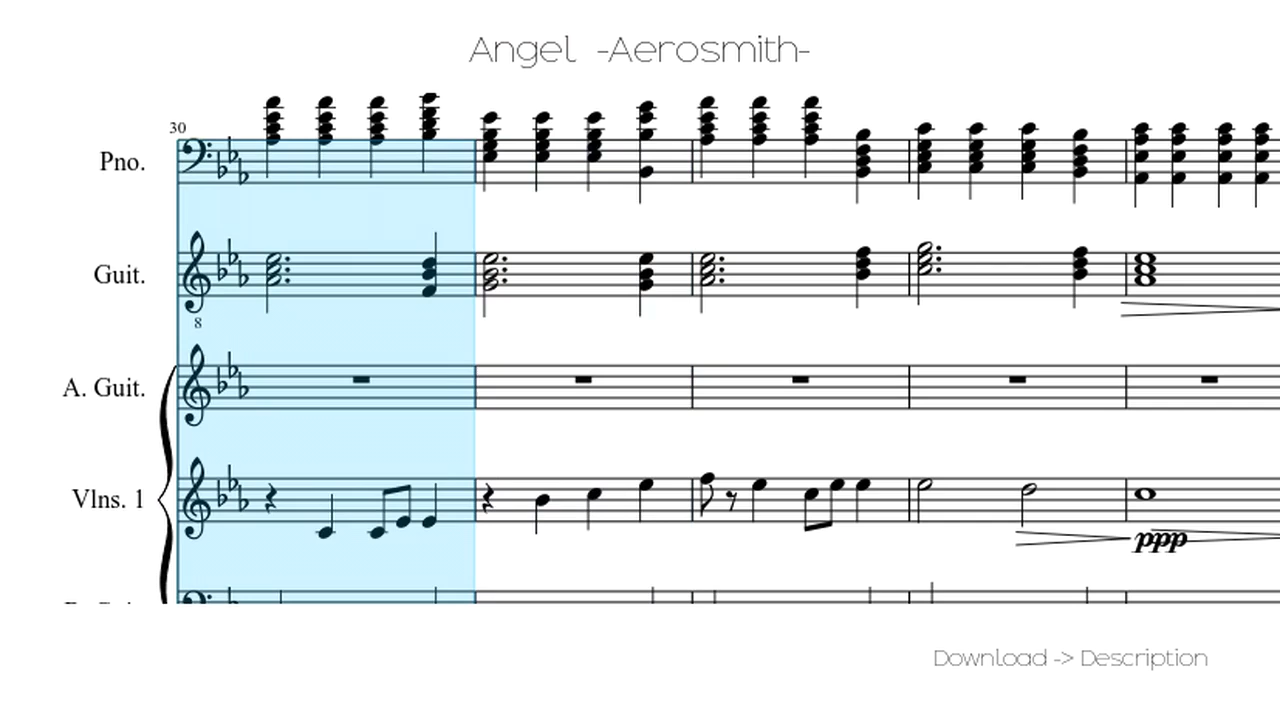 Angel -Aerosmith-
30
Pno.
Guit.
8
A. Guit.
Vlns. 1
ppp
Download -> Description